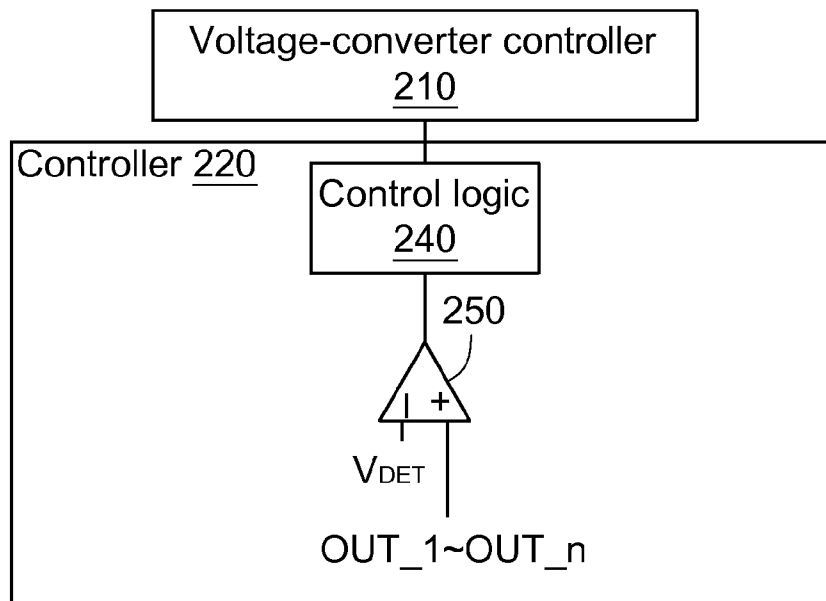 Voltage-converter controller
210
Controller 220
Control logic
240
250
- +
VDET
OUT_1~OUT_n